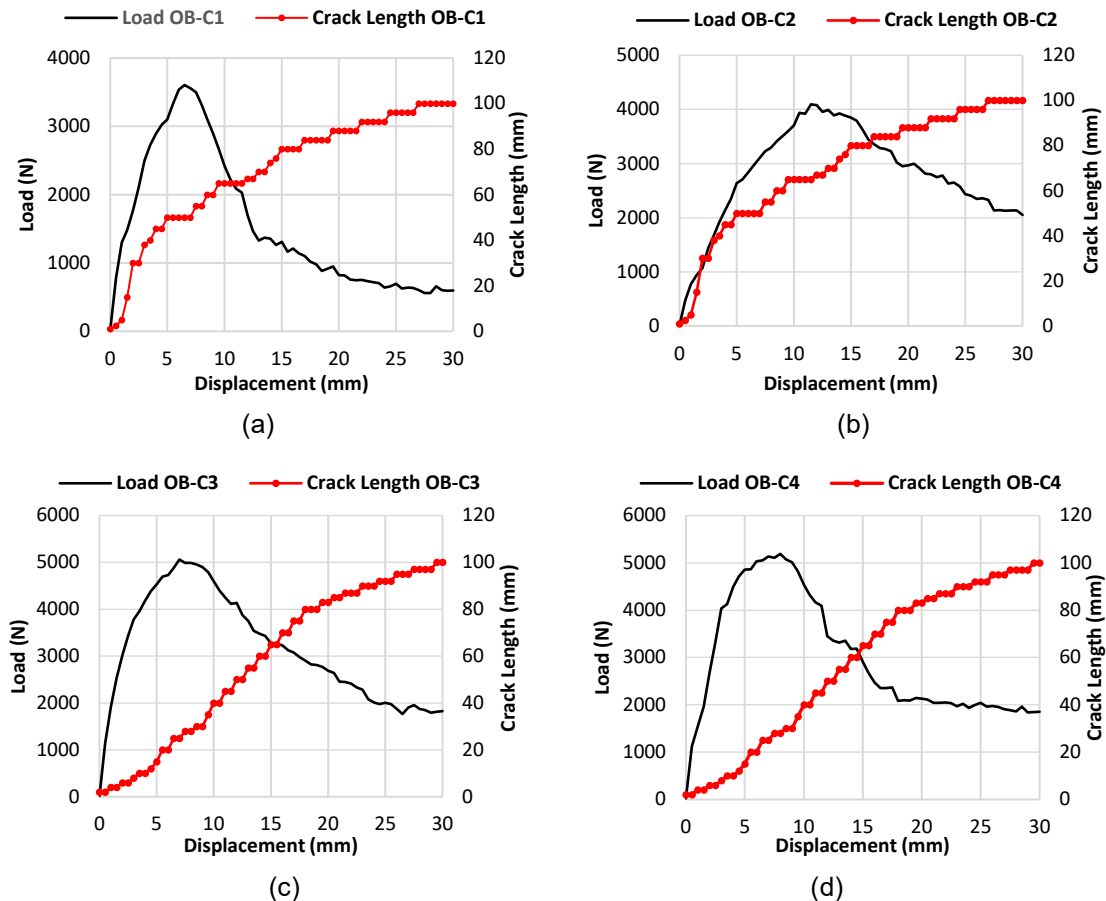 Load OB-C1 Crack Length OB-C1
4000 120
100
3000 80
2000 60
40
1000 20
0 0
0 5 10 15 20 25 30
Load (N)
Crack Length (mm)
Displacement (mm)
(a)
Load OB-C2 Crack Length OB-C2
5000 120
4000 100
80
3000 60
2000 40
1000 20
0 0
0 5 10 15 20 25 30
Load (N)
Crack Length (mm)
Displacement (mm)
(b)
Load OB-C3 Crack Length OB-C3
6000 120
5000 100
4000 80
3000 60
2000 40
1000 20
0 0
0 5 10 15 20 25 30
Load (N)
Crack Length (mm)
Displacement (mm)
(c)
Load OB-C4 Crack Length OB-C4
6000 120
5000 100
4000 80
3000 60
2000 40
1000 20
0 0
0 5 10 15 20 25 30
Load (N)
Crack Length (mm)
Displacement (mm)
(d)